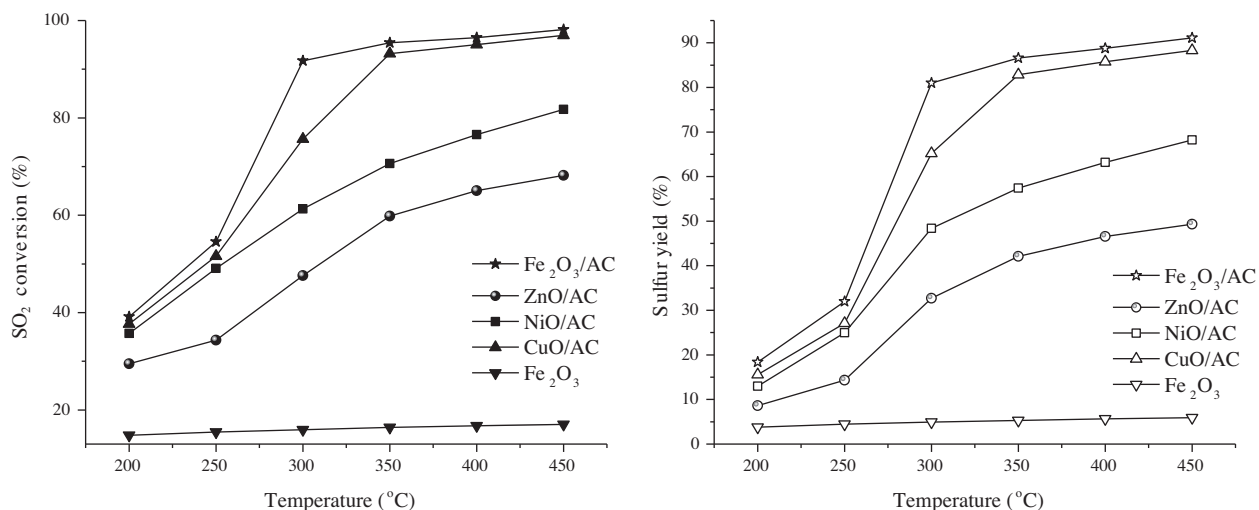 100
80
60
40
20
SO2 conversion (%)
Fe2O3/AC
ZnO/AC
NiO/AC
CuO/AC
Fe2O3
200 250 300 350 400 450
Temperature (°C)
90
80
70
60
50
40
30
20
10
0
Sulfur yield (%)
Fe2O3/AC
ZnO/AC
NiO/AC
CuO/AC
Fe2O3
200 250 300 350 400 450
Temperature (°C)